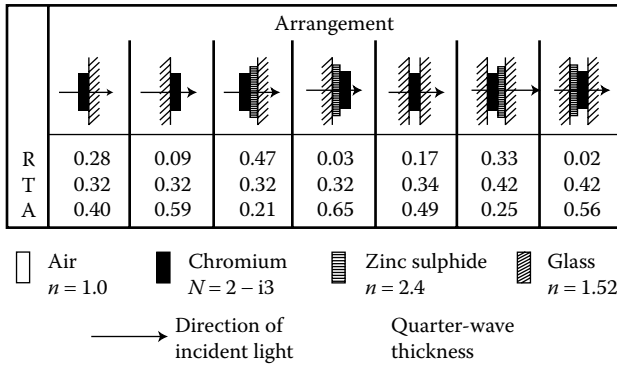 Arrangement
R 0.28 0.09 0.47 0.03 0.17 0.33 0.02
T 0.32 0.32 0.32 0.32 0.34 0.42 0.42
A 0.40 0.59 0.21 0.65 0.49 0.25 0.56
Air Chromium Zinc sulphide Glass
n = 1.0 N = 2 – i3 n = 2.4 n = 1.52
Direction of Quarter-wave
incident light thickness